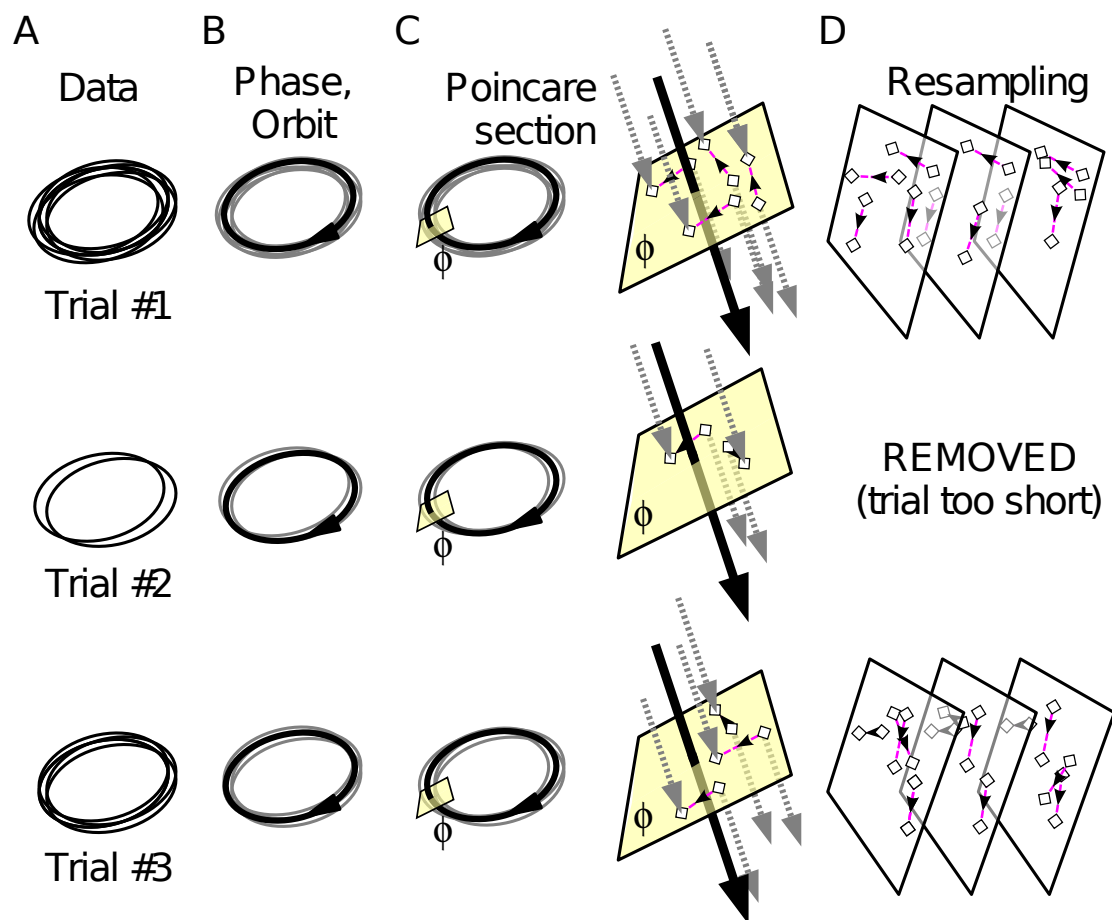 A
B
C
D
Data
Phase,
Orbit
Poincare
section
Resampling
ϕ
ϕ
Trial #1
ϕ
ϕ
REMOVED
(trial too short)
Trial #2
ϕ
ϕ
Trial #3